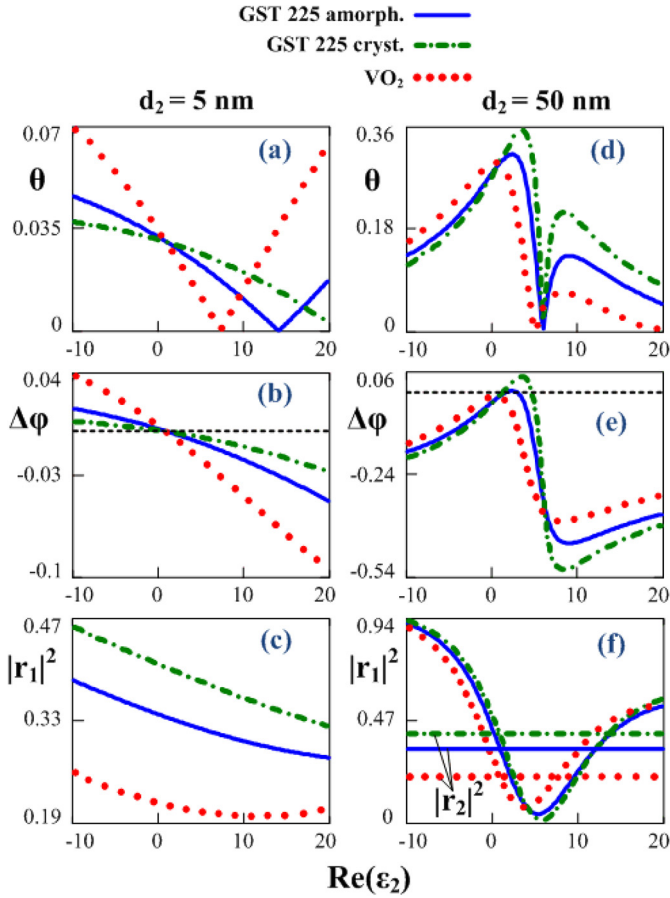 GST 225 amorph.
GST 225 cryst.
VO₂
d₂ = 5 nm
d₂ = 50 nm
0.07
(a)
θ
0.035
0
-10 0 10 20
0.36
(d)
θ
0.18
0
-10 0 10 20
0.04
(b)
Δφ
-0.03
-0.1
-10 0 10 20
0.06
(e)
Δφ
-0.24
-0.54
-10 0 10 20
0.47
(c)
|r₁|²
0.33
0.19
-10 0 10 20
0.94
(f)
|r₁|²
0.47
|r₂|²
0
-10 0 10 20
Re(ε₂)